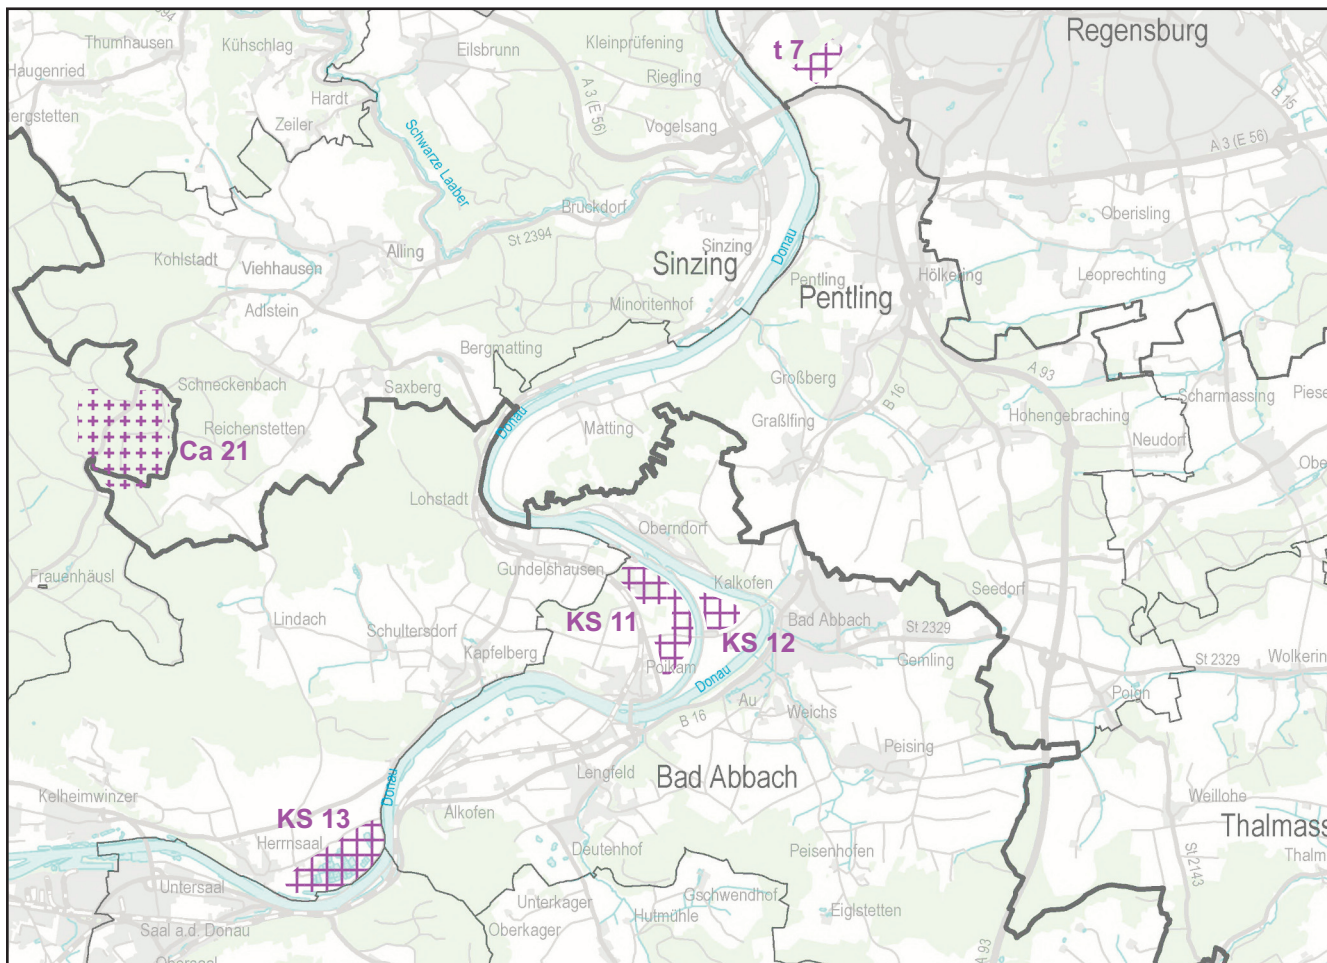 Thumhausen
Kühschlag
Eilsbrunn
Kleinprüfening
t 7
Regensburg
Haugenried
Riegling
A 3 (E 56)
B 15
Hardt
Zeiler
Vogelsang
A 3 (E 56)
Schwarze Laaber
Bruckdorf
Oberisling
St 2394
Kohlstadt
Alling
Viehhausen
Sinzing
Sinzing
Donau
Pentling
Hölkering
Leoprechting
Adlstein
Minoritenhof
Pentling
Bergmatting
Schneckenbach
Saxberg
Großberg
A 93
B 16
Scharmassing
Reichenstetten
Donau
Matting
Graßlfing
Hohengebraching
Neudorf
Ca 21
Lohstadt
Oberndorf
Frauenhäusl
Gundelshausen
Kalkofen
Seedorf
Lindach
KS 11
Bad Abbach
St 2329
Schultersdorf
KS 12
Kapfelberg
Gemling
St 2329
Poikam
Donau
Au
Poign
B 16
Weichs
Peising
Lengfeld
Bad Abbach
Donau
Kelheimwinzer
Alkofen
Weillohe
KS 13
Herrnsaal
Thalmass
Deutenhof
Peisenhofen
St 2143
Untersaal
Gschwendhof
Unterkager
Hutmühle
Eiglstetten
Saal a.d. Donau
Oberkager
A 93